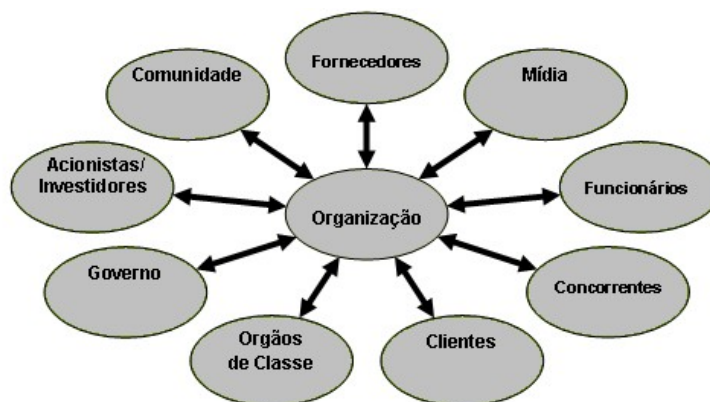 Fornecedores
Comunidade
Mídia
Acionistas/
Investidores
Funcionários
Organização
Governo
Concorrentes
Orgãos
de Classe
Clientes